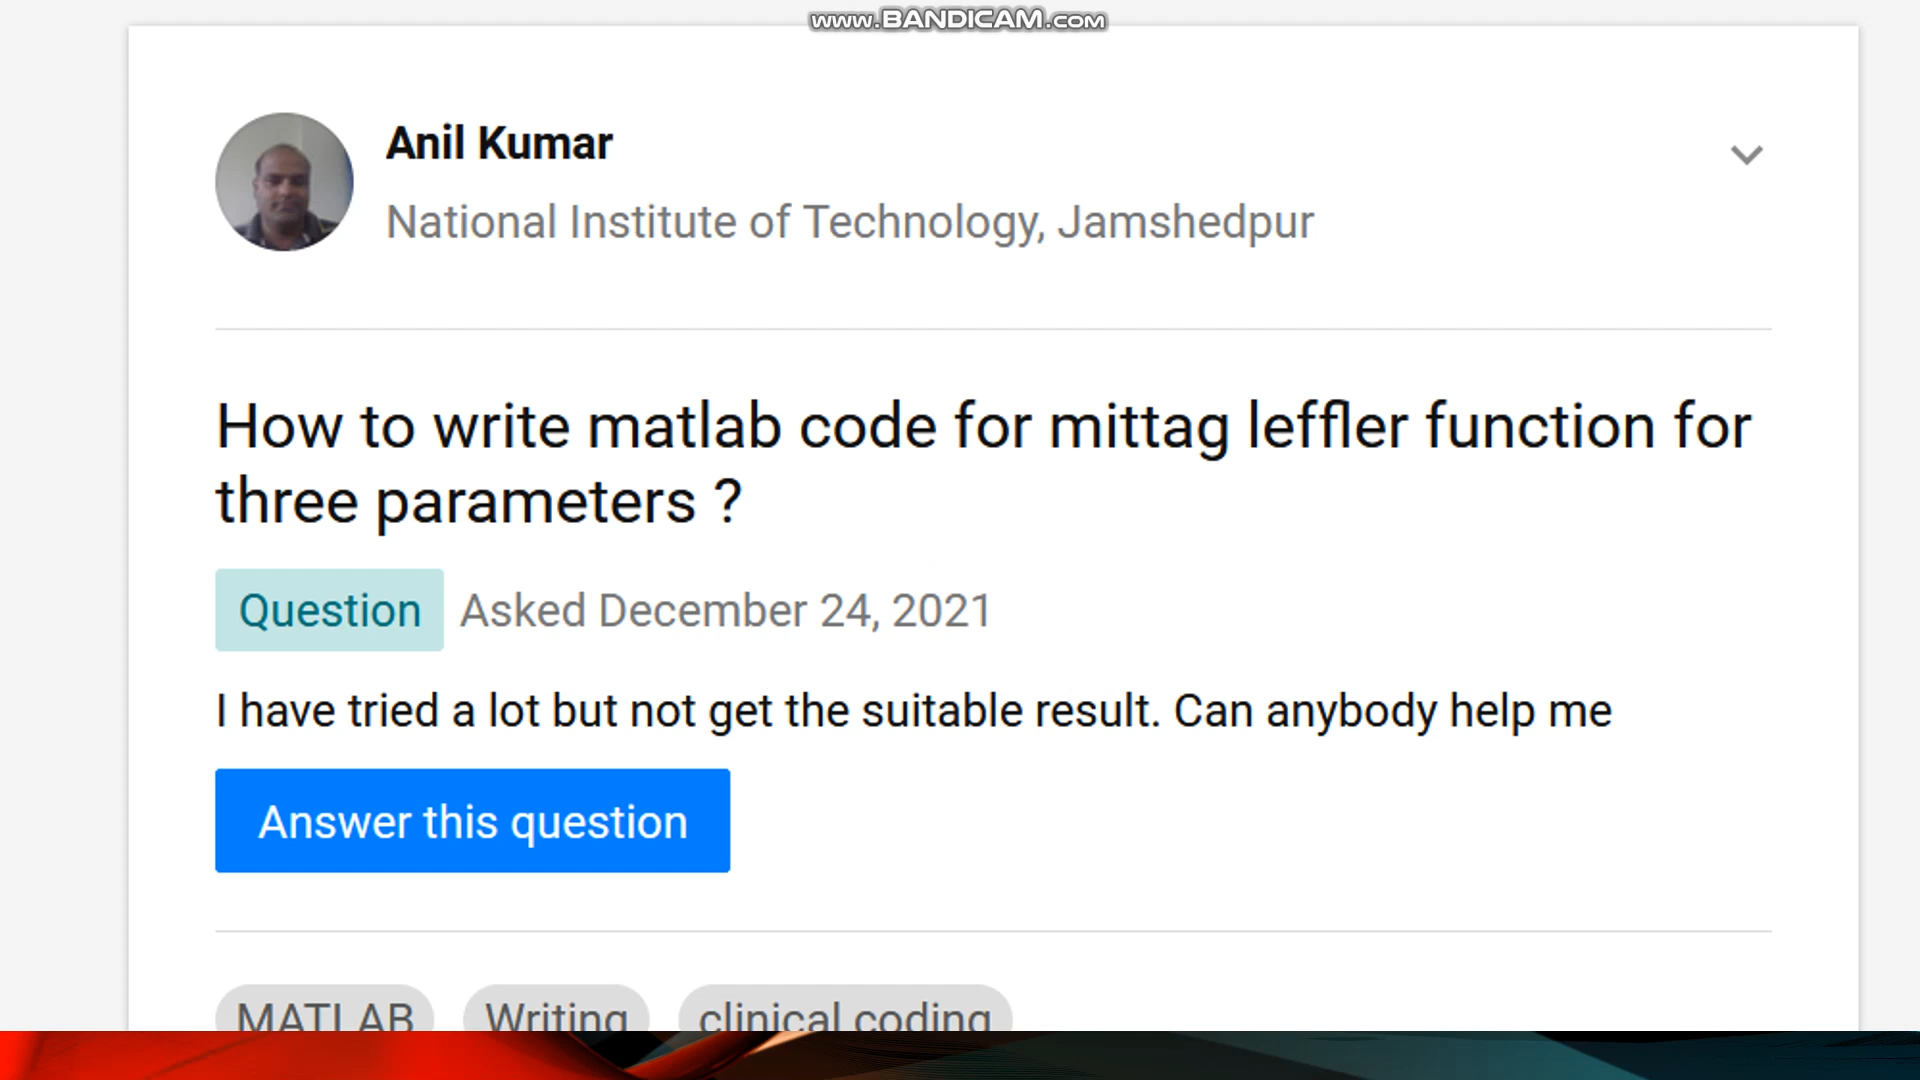 www.BANDICAM.com
Anil Kumar
National Institute of Technology, Jamshedpur
How to write matlab code for mittag leffler function for
three parameters ?
Question Asked December 24, 2021
I have tried a lot but not get the suitable result. Can anybody help me
Answer this question
MATLAB Writing clinical coding